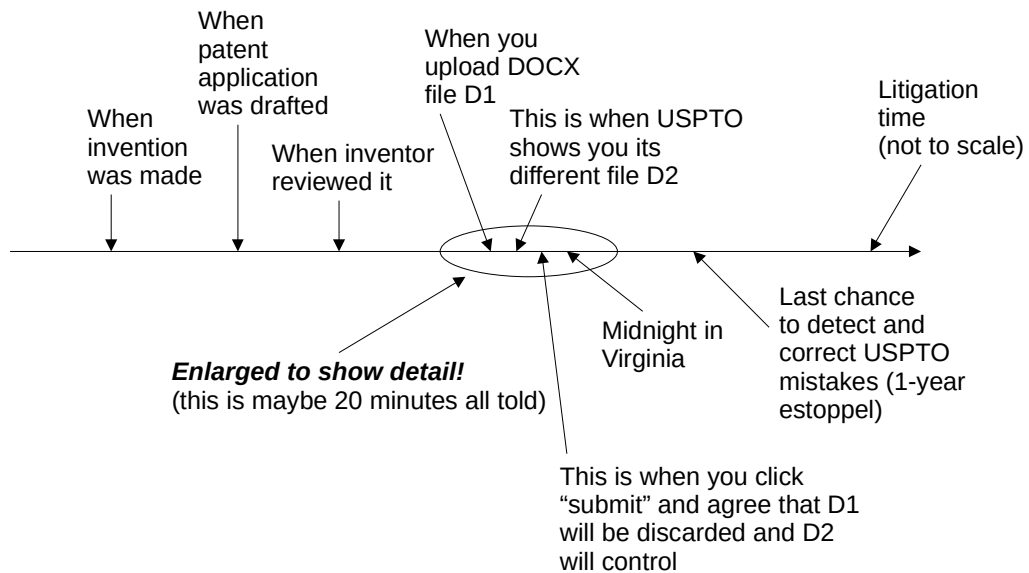 When
patent
application
was drafted
When you
upload DOCX
file D1
Litigation
time
(not to scale)
When
invention
was made
This is when USPTO
shows you its
different file D2
When inventor
reviewed it
Midnight in
Virginia
Last chance
to detect and
correct USPTO
mistakes (1-year
estoppel)
Enlarged to show detail!
(this is maybe 20 minutes all told)
This is when you click
“submit” and agree that D1
will be discarded and D2
will control